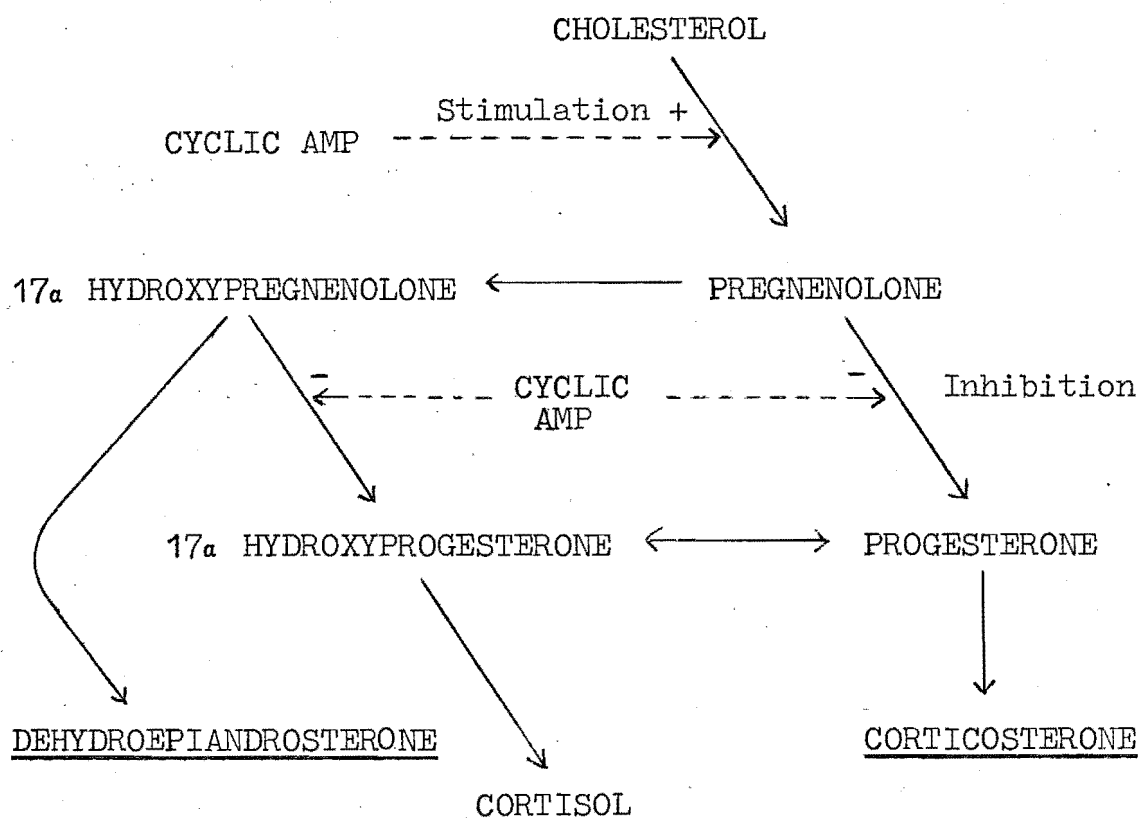 CHOLESTEROL
Stimulation +
CYCLIC AMP
17a HYDROXYPREGNENOLONE
PREGNENOLONE
-
CYCLIC
AMP
-
Inhibition
17a HYDROXYPROGESTERONE
PROGESTERONE
DEHYDROEPIANDROSTERONE
CORTICOSTERONE
CORTISOL